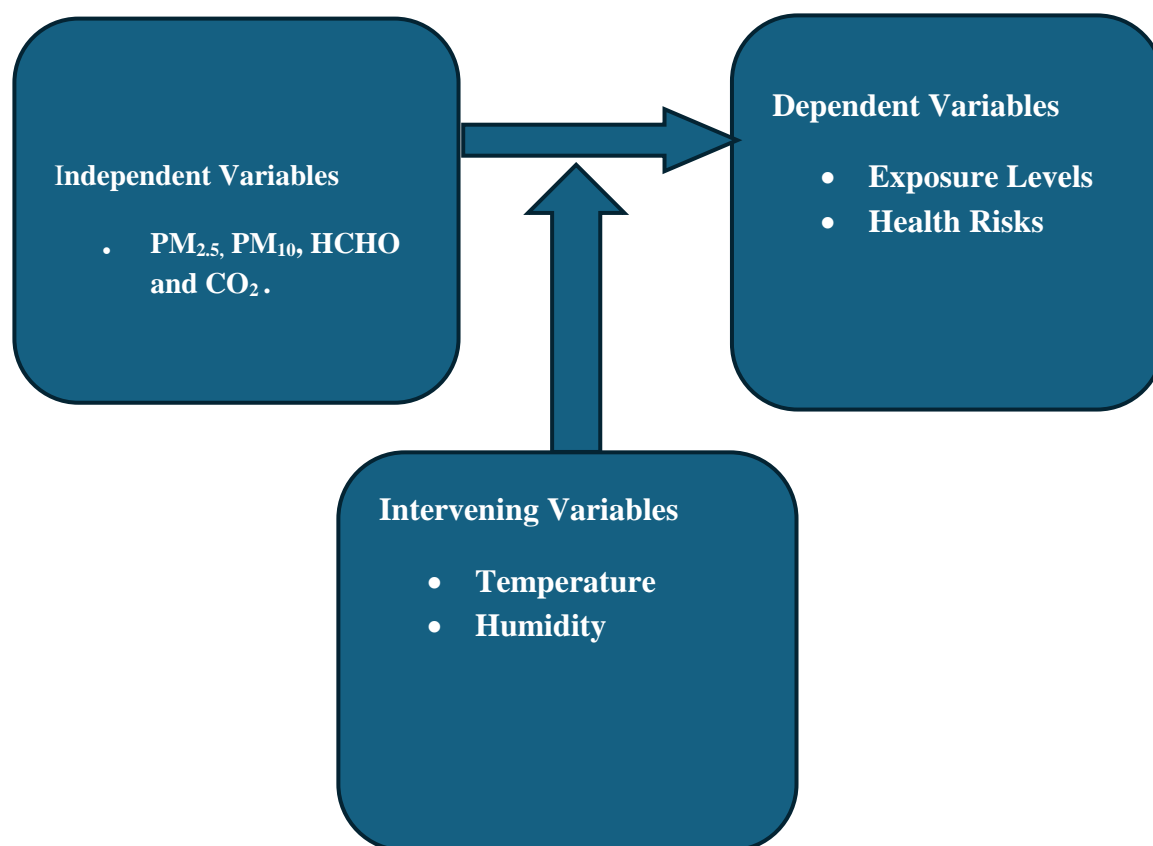 Independent Variables
. PM₂.₅, PM₁₀, HCHO
and CO₂ .
Dependent Variables
• Exposure Levels
• Health Risks
Intervening Variables
• Temperature
• Humidity